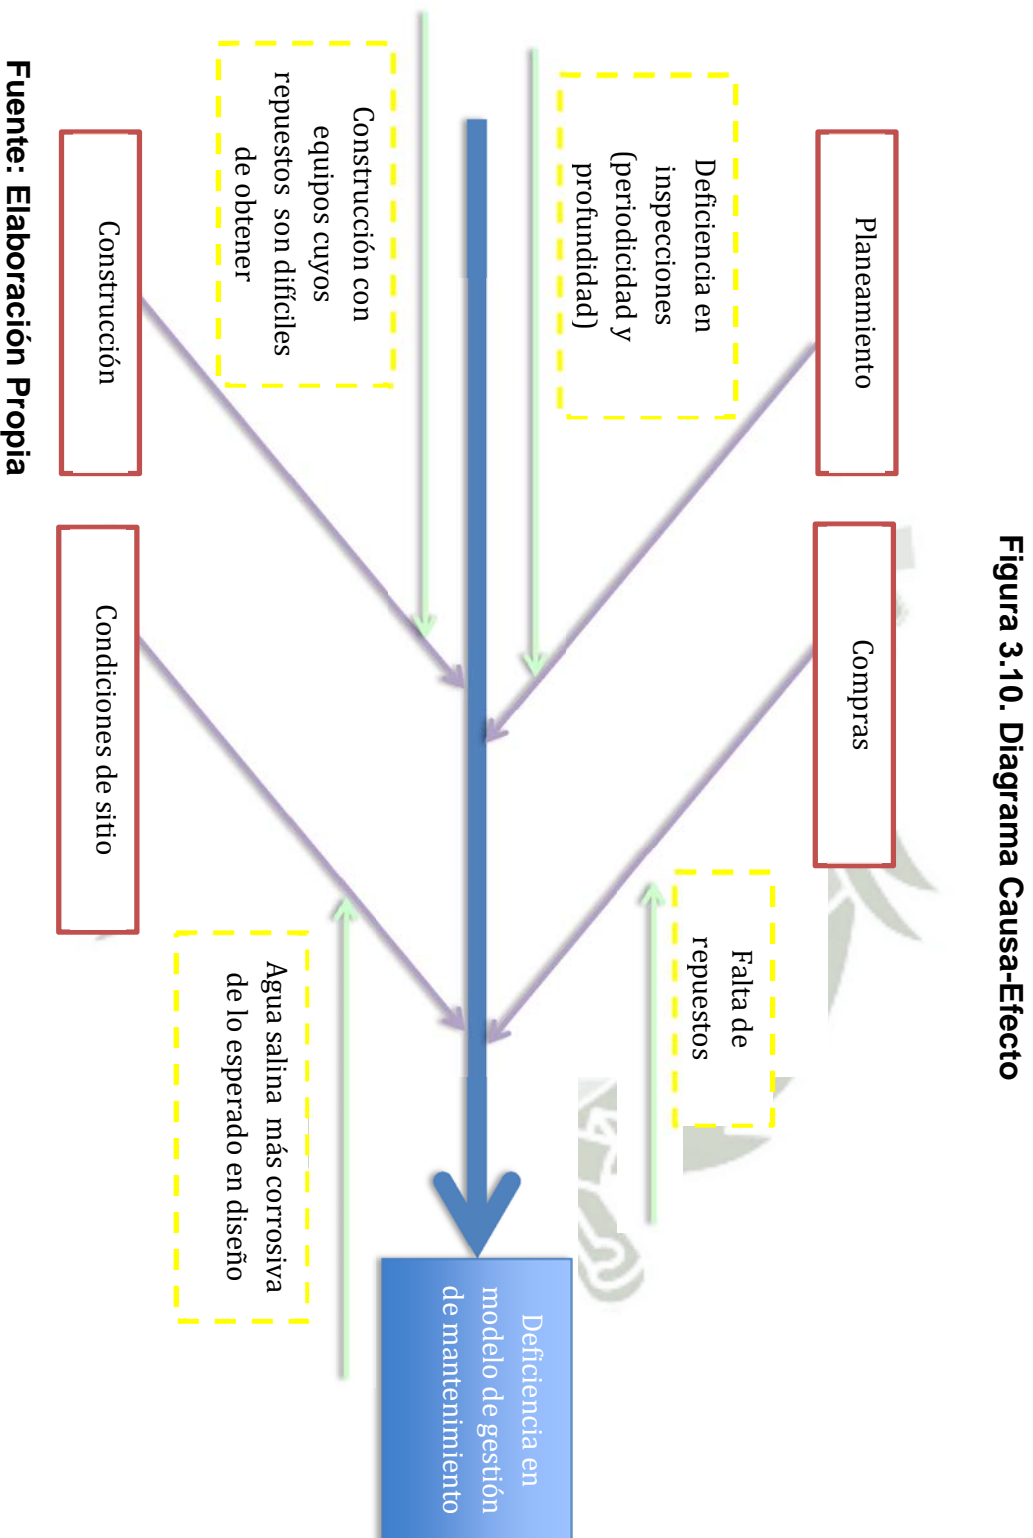 Figura 3.10. Diagrama Causa-Efecto
Planeamiento
Compras
Deficiencia en
inspecciones
(periodicidad y
profundidad)
Falta de
repuestos
Deficiencia en
modelo de gestión
de mantenimiento
Construcción con
equipos cuyos
repuestos son difíciles
de obtener
Agua salina más corrosiva
de lo esperado en diseño
Construcción
Condiciones de sitio
Fuente: Elaboración Propia